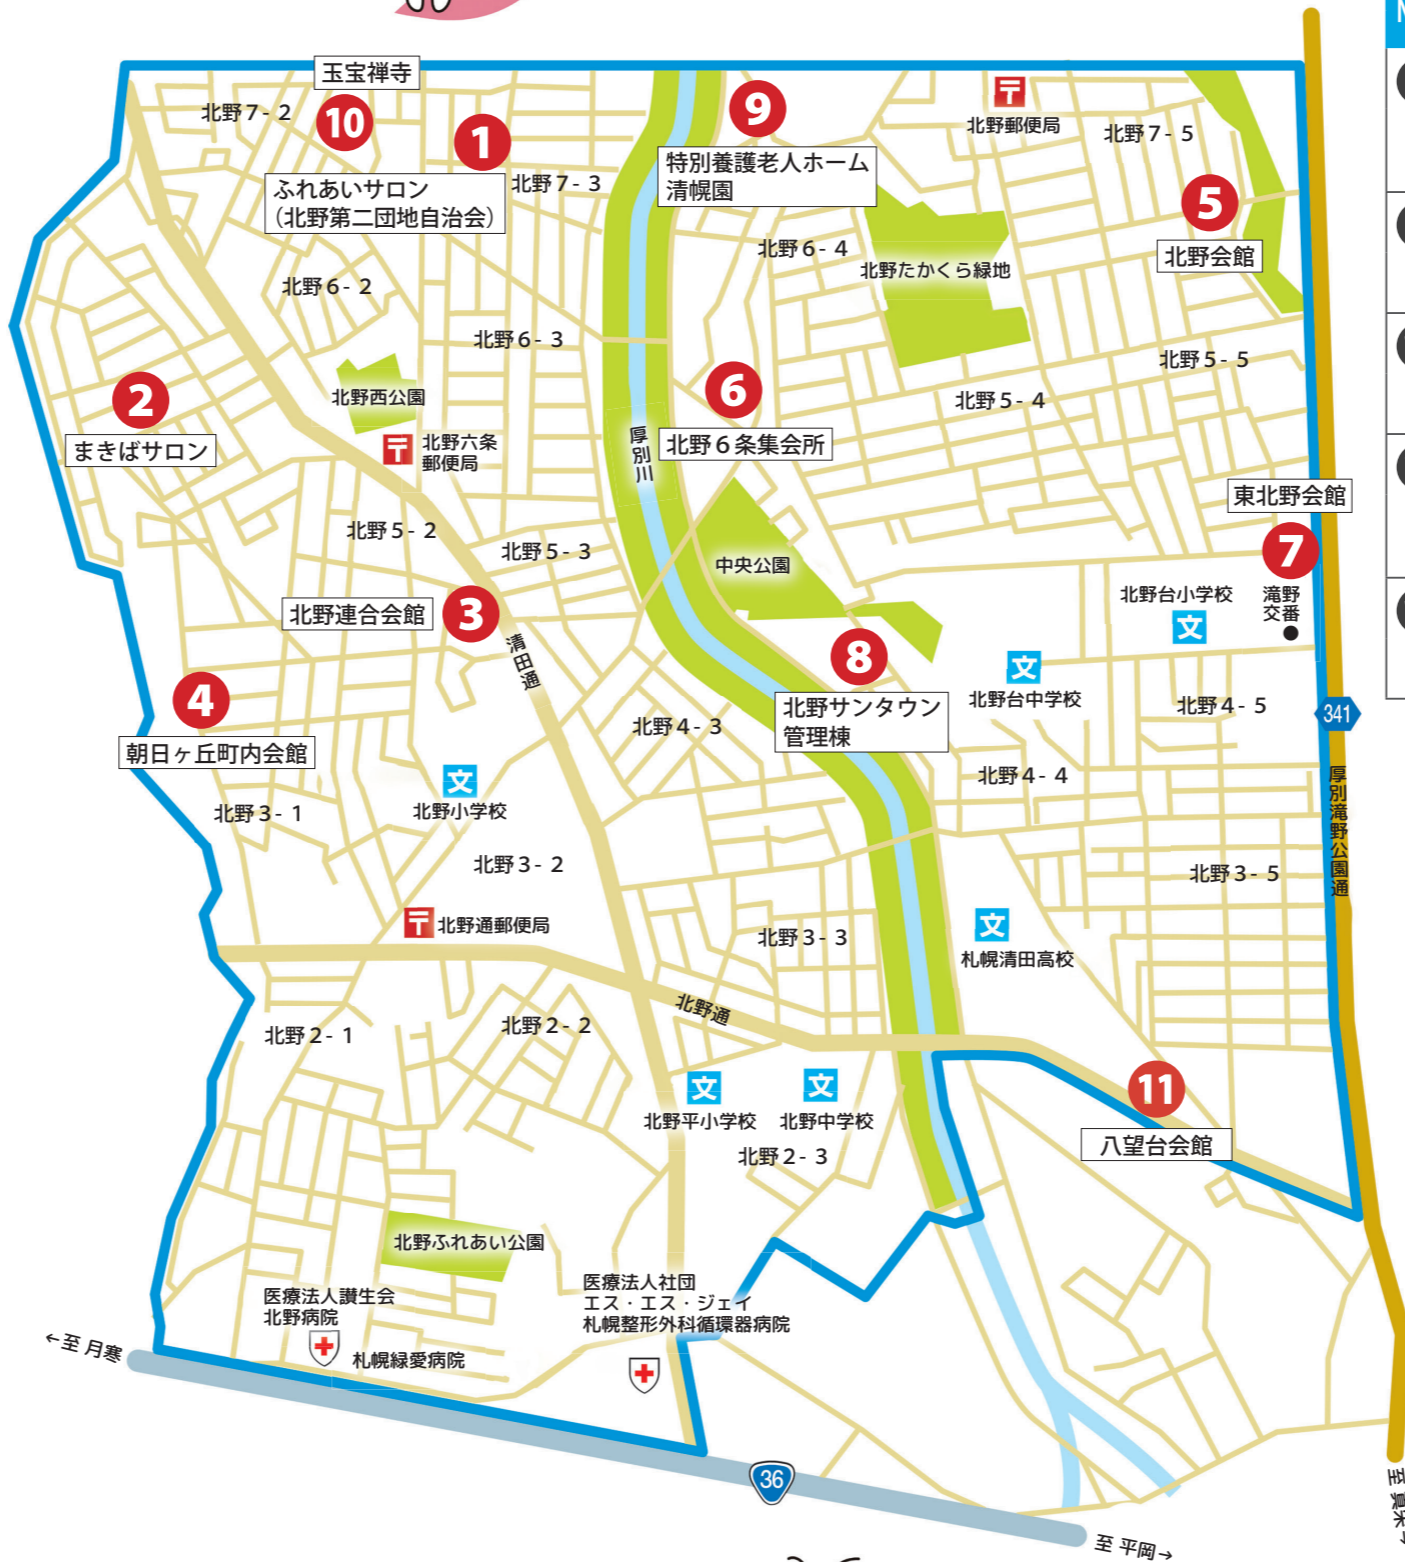 玉宝禅寺
北野7-2
10
1
9
北野郵便局
北野7-5
特別養護老人ホーム
清幌園
ふれあいサロン
（北野第二団地自治会）
北野7-3
5
北野会館
北野6-4
北野たかくら緑地
北野6-2
北野6-3
北野5-5
2
まきばサロン
北野西公園
6
北野6条集会所
北野5-4
北野六条
郵便局
厚別川
東北野会館
7
北野5-2
北野5-3
中央公園
北野台小学校
文
滝野
交番
北野連合会館
3
清田通
8
北野サンタウン
管理棟
文
北野台中学校
4
朝日ヶ丘町内会館
北野4-3
北野4-5
341
厚別滝野公園通
文
北野小学校
北野4-4
北野3-1
北野3-2
北野3-5
北野通郵便局
北野3-3
文
札幌清田高校
北野通
北野2-1
北野2-2
文
北野平小学校
文
北野中学校
北野2-3
11
八望台会館
北野ふれあい公園
医療法人讃生会
北野病院
医療法人社団
エス・エス・ジェイ
札幌整形外科循環器病院
札幌緑愛病院
←至 月寒
36
至 平岡→